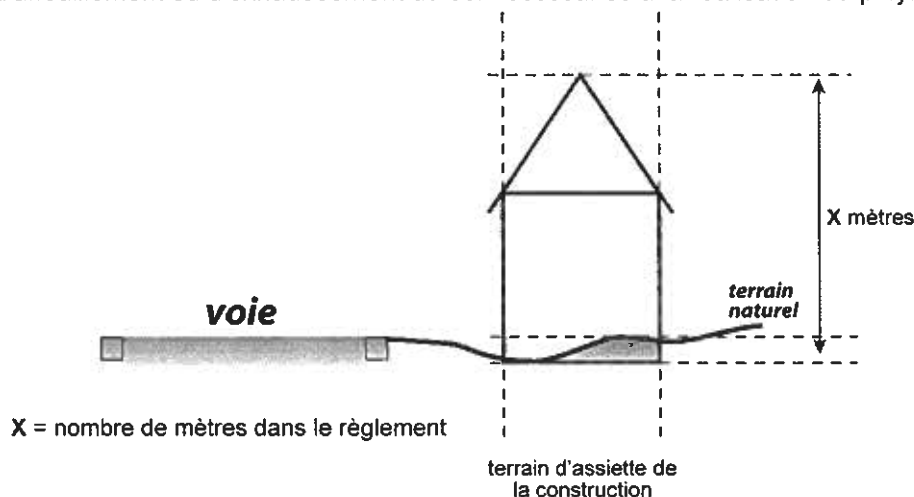 X mètres
terrain
naturel
voie
X = nombre de mètres dans le règlement
terrain d'assiette de
la construction